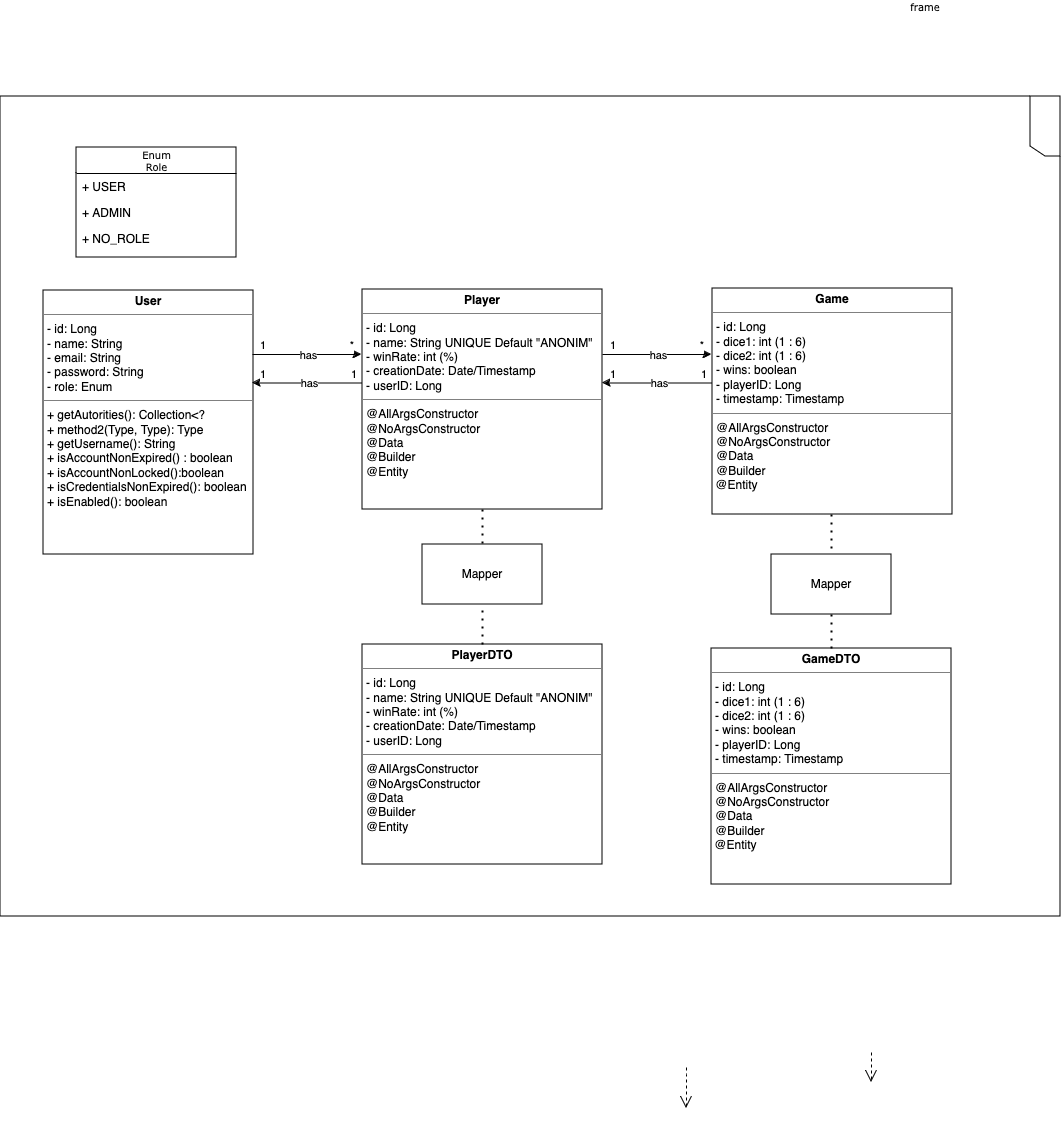 frame
Enum
Role
+ USER
+ ADMIN
+ NO_ROLE
User
- id: Long
- name: String
- email: String
- password: String
- role: Enum
+ getAutorities(): Collection<?
+ method2(Type, Type): Type
+ getUsername(): String
+ isAccountNonExpired() : boolean
+ isAccountNonLocked():boolean
+ isCredentialsNonExpired(): boolean
+ isEnabled(): boolean
1
*
has
1
1
has
Player
- id: Long
- name: String UNIQUE Default "ANONIM"
- winRate: int (%)
- creationDate: Date/Timestamp
- userID: Long
@AllArgsConstructor
@NoArgsConstructor
@Data
@Builder
@Entity
1
*
has
1
1
has
Game
- id: Long
- dice1: int (1 : 6)
- dice2: int (1 : 6)
- wins: boolean
- playerID: Long
- timestamp: Timestamp
@AllArgsConstructor
@NoArgsConstructor
@Data
@Builder
@Entity
Mapper
Mapper
PlayerDTO
- id: Long
- name: String UNIQUE Default "ANONIM"
- winRate: int (%)
- creationDate: Date/Timestamp
- userID: Long
@AllArgsConstructor
@NoArgsConstructor
@Data
@Builder
@Entity
GameDTO
- id: Long
- dice1: int (1 : 6)
- dice2: int (1 : 6)
- wins: boolean
- playerID: Long
- timestamp: Timestamp
@AllArgsConstructor
@NoArgsConstructor
@Data
@Builder
@Entity